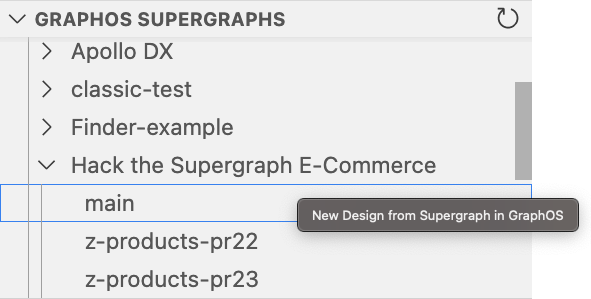 GRAPHOS SUPERGRAPHS
Apollo DX
classic-test
Finder-example
Hack the Supergraph E-Commerce
main
New Design from Supergraph in GraphOS
z-products-pr22
z-products-pr23